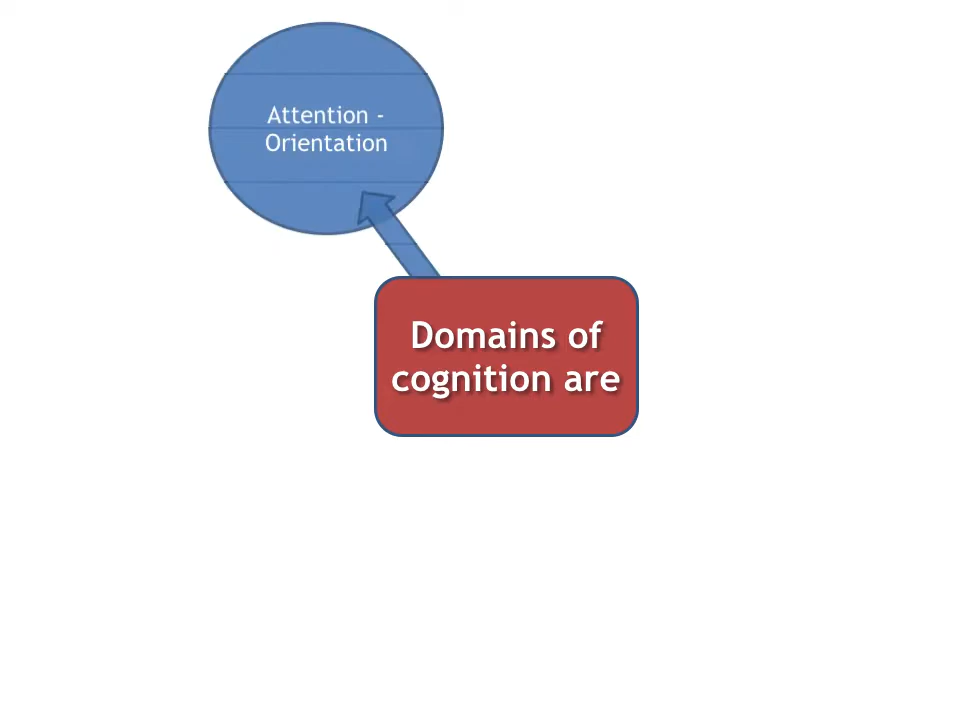 Attention -
Orientation
Domains of
cognition are